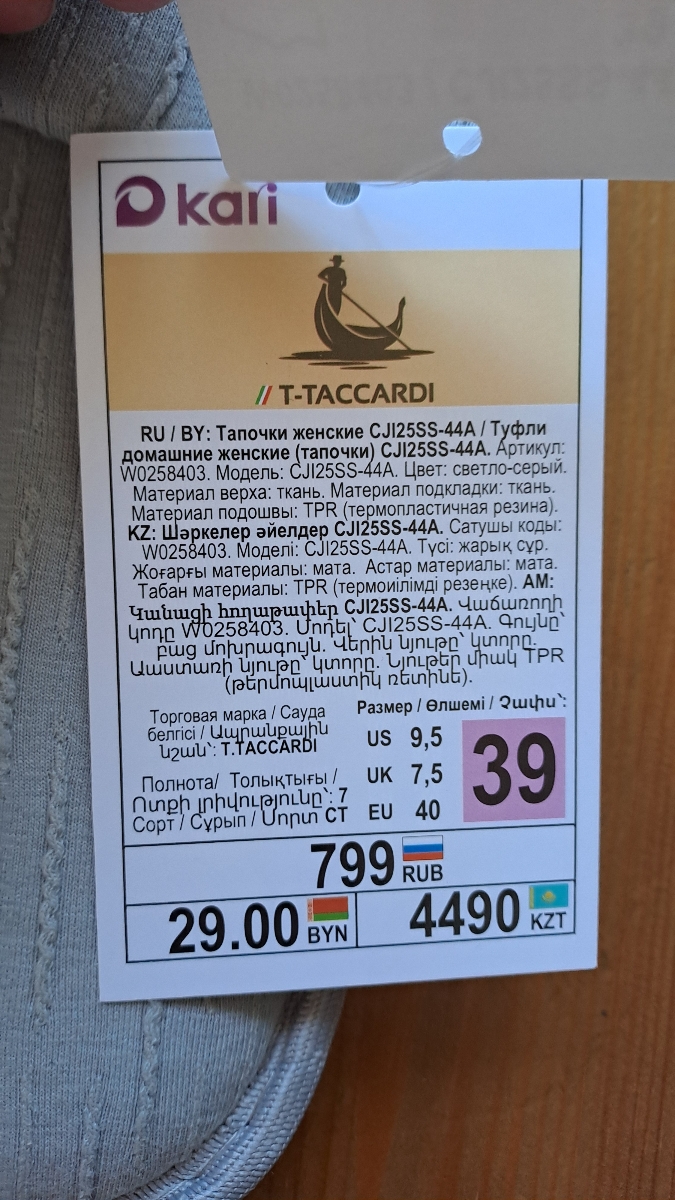 kari
T-TACCARDI
RU / BY: Тапочки женские CJI25SS-44A / Туфли
домашние женские (тапочки) CJI25SS-44A. Артикул:
W0258403. Модель: CJI25SS-44A. Цвет: светло-серый.
Материал верха: ткань. Материал подкладки: ткань.
Материал подошвы: TPR (термопластичная резина).
KZ: Шәркелер әйелдер CJI25SS-44A. Сатушы коды:
W0258403. Моделі: CJI25SS-44A. Түсі: жарық сұр.
Жоғарғы материалы: мата. Астар материалы: мата.
Табан материалы: TPR (термоиілімді резеңке). AM:
Կանացի հողաթափեր CJI25SS-44A. Վաճառողի
կոդը W0258403. Մոդել՝ CJI25SS-44A. Գույնը՝
բաց մոխրագույն. Վերին նյութը՝ կտորը.
Աաստառի նյութը՝ կտորը. Նյութեր միակ TPR
(թերմոպլաստիկ ռետինե).
Торговая марка / Сауда
белгісі / Ապրանքային
նշան՝: T.TACCARDI
Полнота/ Толықтығы /
Ոտքի լրիվությունը՝: 7
Сорт / Сұрып / Սորտ СТ
Размер / Өлшемі / Չափս՝:
US 9,5
UK 7,5
EU 40
39
799 RUB
29.00 BYN
4490 KZT